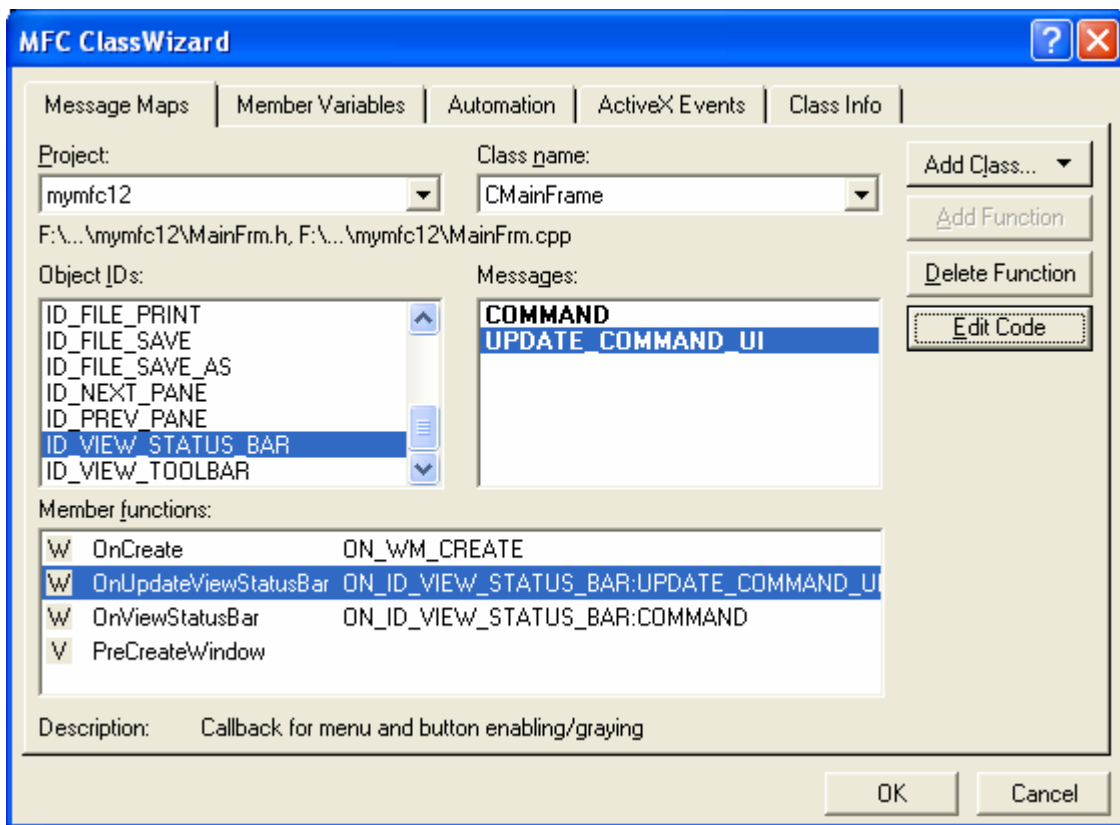 MFC ClassWizard
Message Maps Member Variables Automation ActiveX Events Class Info
Project: Class name:
mymfc12 CMainFrame
Add Class...
Add Function
F:\...\mymfc12\MainFrm.h, F:\...\mymfc12\MainFrm.cpp
Object IDs: Messages:
Delete Function
Edit Code
ID_FILE_PRINT
ID_FILE_SAVE
ID_FILE_SAVE_AS
ID_NEXT_PANE
ID_PREV_PANE
ID_VIEW_STATUS_BAR
ID_VIEW_TOOLBAR
COMMAND
UPDATE_COMMAND_UI
Member functions:
W OnCreate ON_WM_CREATE
W OnUpdateViewStatusBar ON_ID_VIEW_STATUS_BAR:UPDATE_COMMAND_UI
W OnViewStatusBar ON_ID_VIEW_STATUS_BAR:COMMAND
V PreCreateWindow
Description: Callback for menu and button enabling/graying
OK Cancel